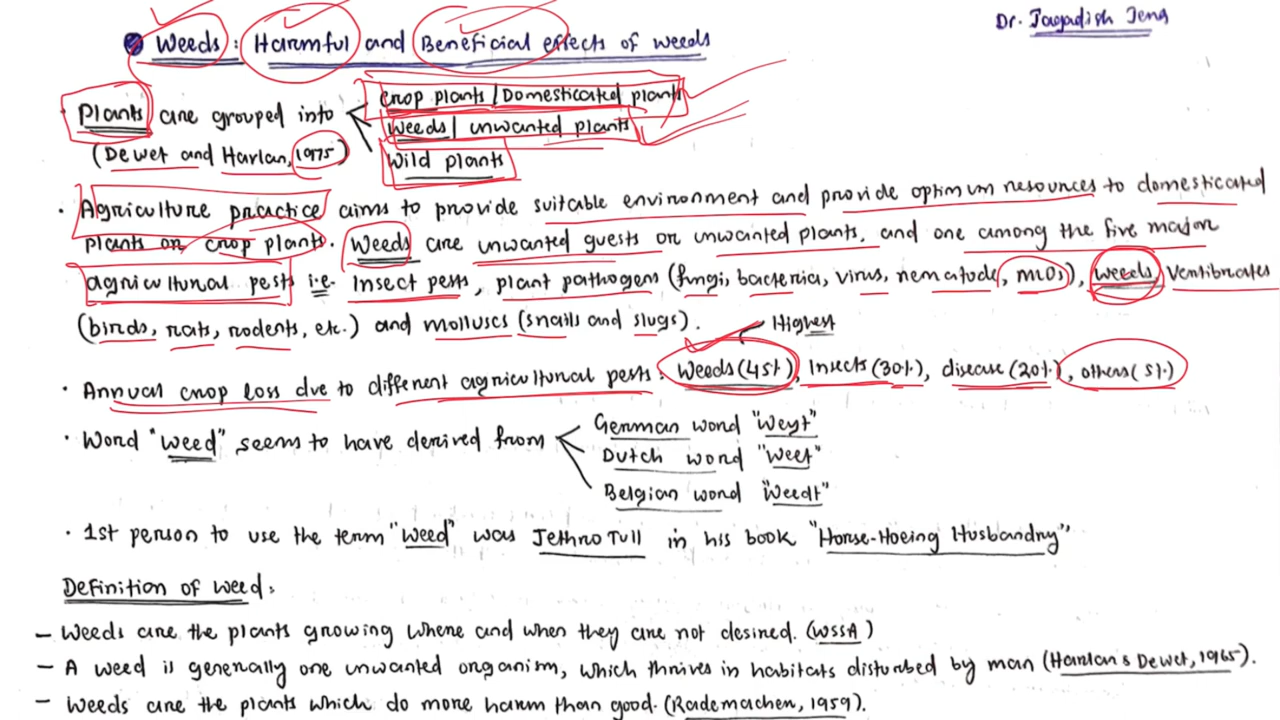 Dr. Jagadish Jena
Weeds: Harmful and Beneficial effects of weeds
Plants are grouped into
Crop plants/Domesticated plants
Weeds/unwanted plants
Wild plants
(Dewet and Harlan, 1975)
· Agriculture practice aims to provide suitable environment and provide optimum resources to domesticated
plants or crop plants. Weeds are unwanted guests or unwanted plants, and one among the five major
agricultural pests i.e. Insect pests, plant pathogens (fungi, bacteria, virus, nematode, MLOs), weeds, Vertibrates
(birds, rats, rodents, etc.) and molluscs (snails and slugs).
Highest
· Annual crop loss due to different agricultural pests: Weeds (45%), Insects (30%), disease (20%), others (5%)
· Word "weed" seems to have derived from
German word "Weyt"
Dutch word "Weet"
Belgian word "Weedt"
· 1st person to use the term "weed" was Jethro Tull in his book "Horse-Hoeing Husbandry"
Definition of weed:
– Weeds are the plants growing where and when they are not desired. (WSSA)
– A weed is generally one unwanted organism, which thrives in habitats disturbed by man (Harlan & Dewet, 1965).
– Weeds are the plants which do more harm than good. (Rademacher, 1959).